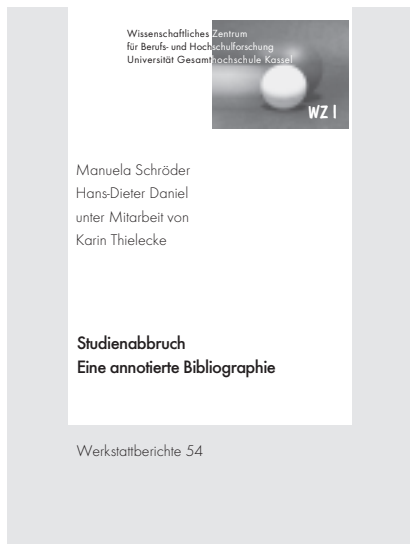 Wissenschaftliches Zentrum
für Berufs- und Hochschulforschung
Universität Gesamthochschule Kassel
WZ I
Manuela Schröder
Hans-Dieter Daniel
unter Mitarbeit von
Karin Thielecke
Studienabbruch
Eine annotierte Bibliographie
Werkstattberichte 54